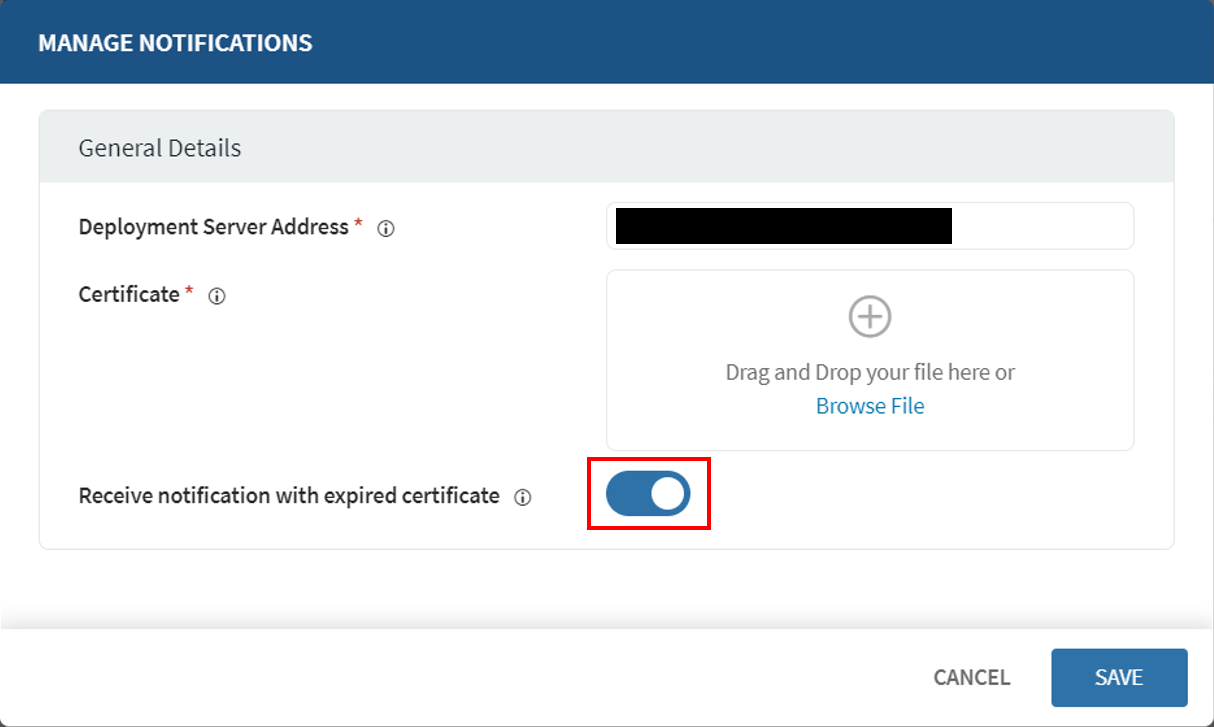 MANAGE NOTIFICATIONS
General Details
Deployment Server Address *
Certificate *
Drag and Drop your file here or
Browse File
Receive notification with expired certificate
CANCEL
SAVE